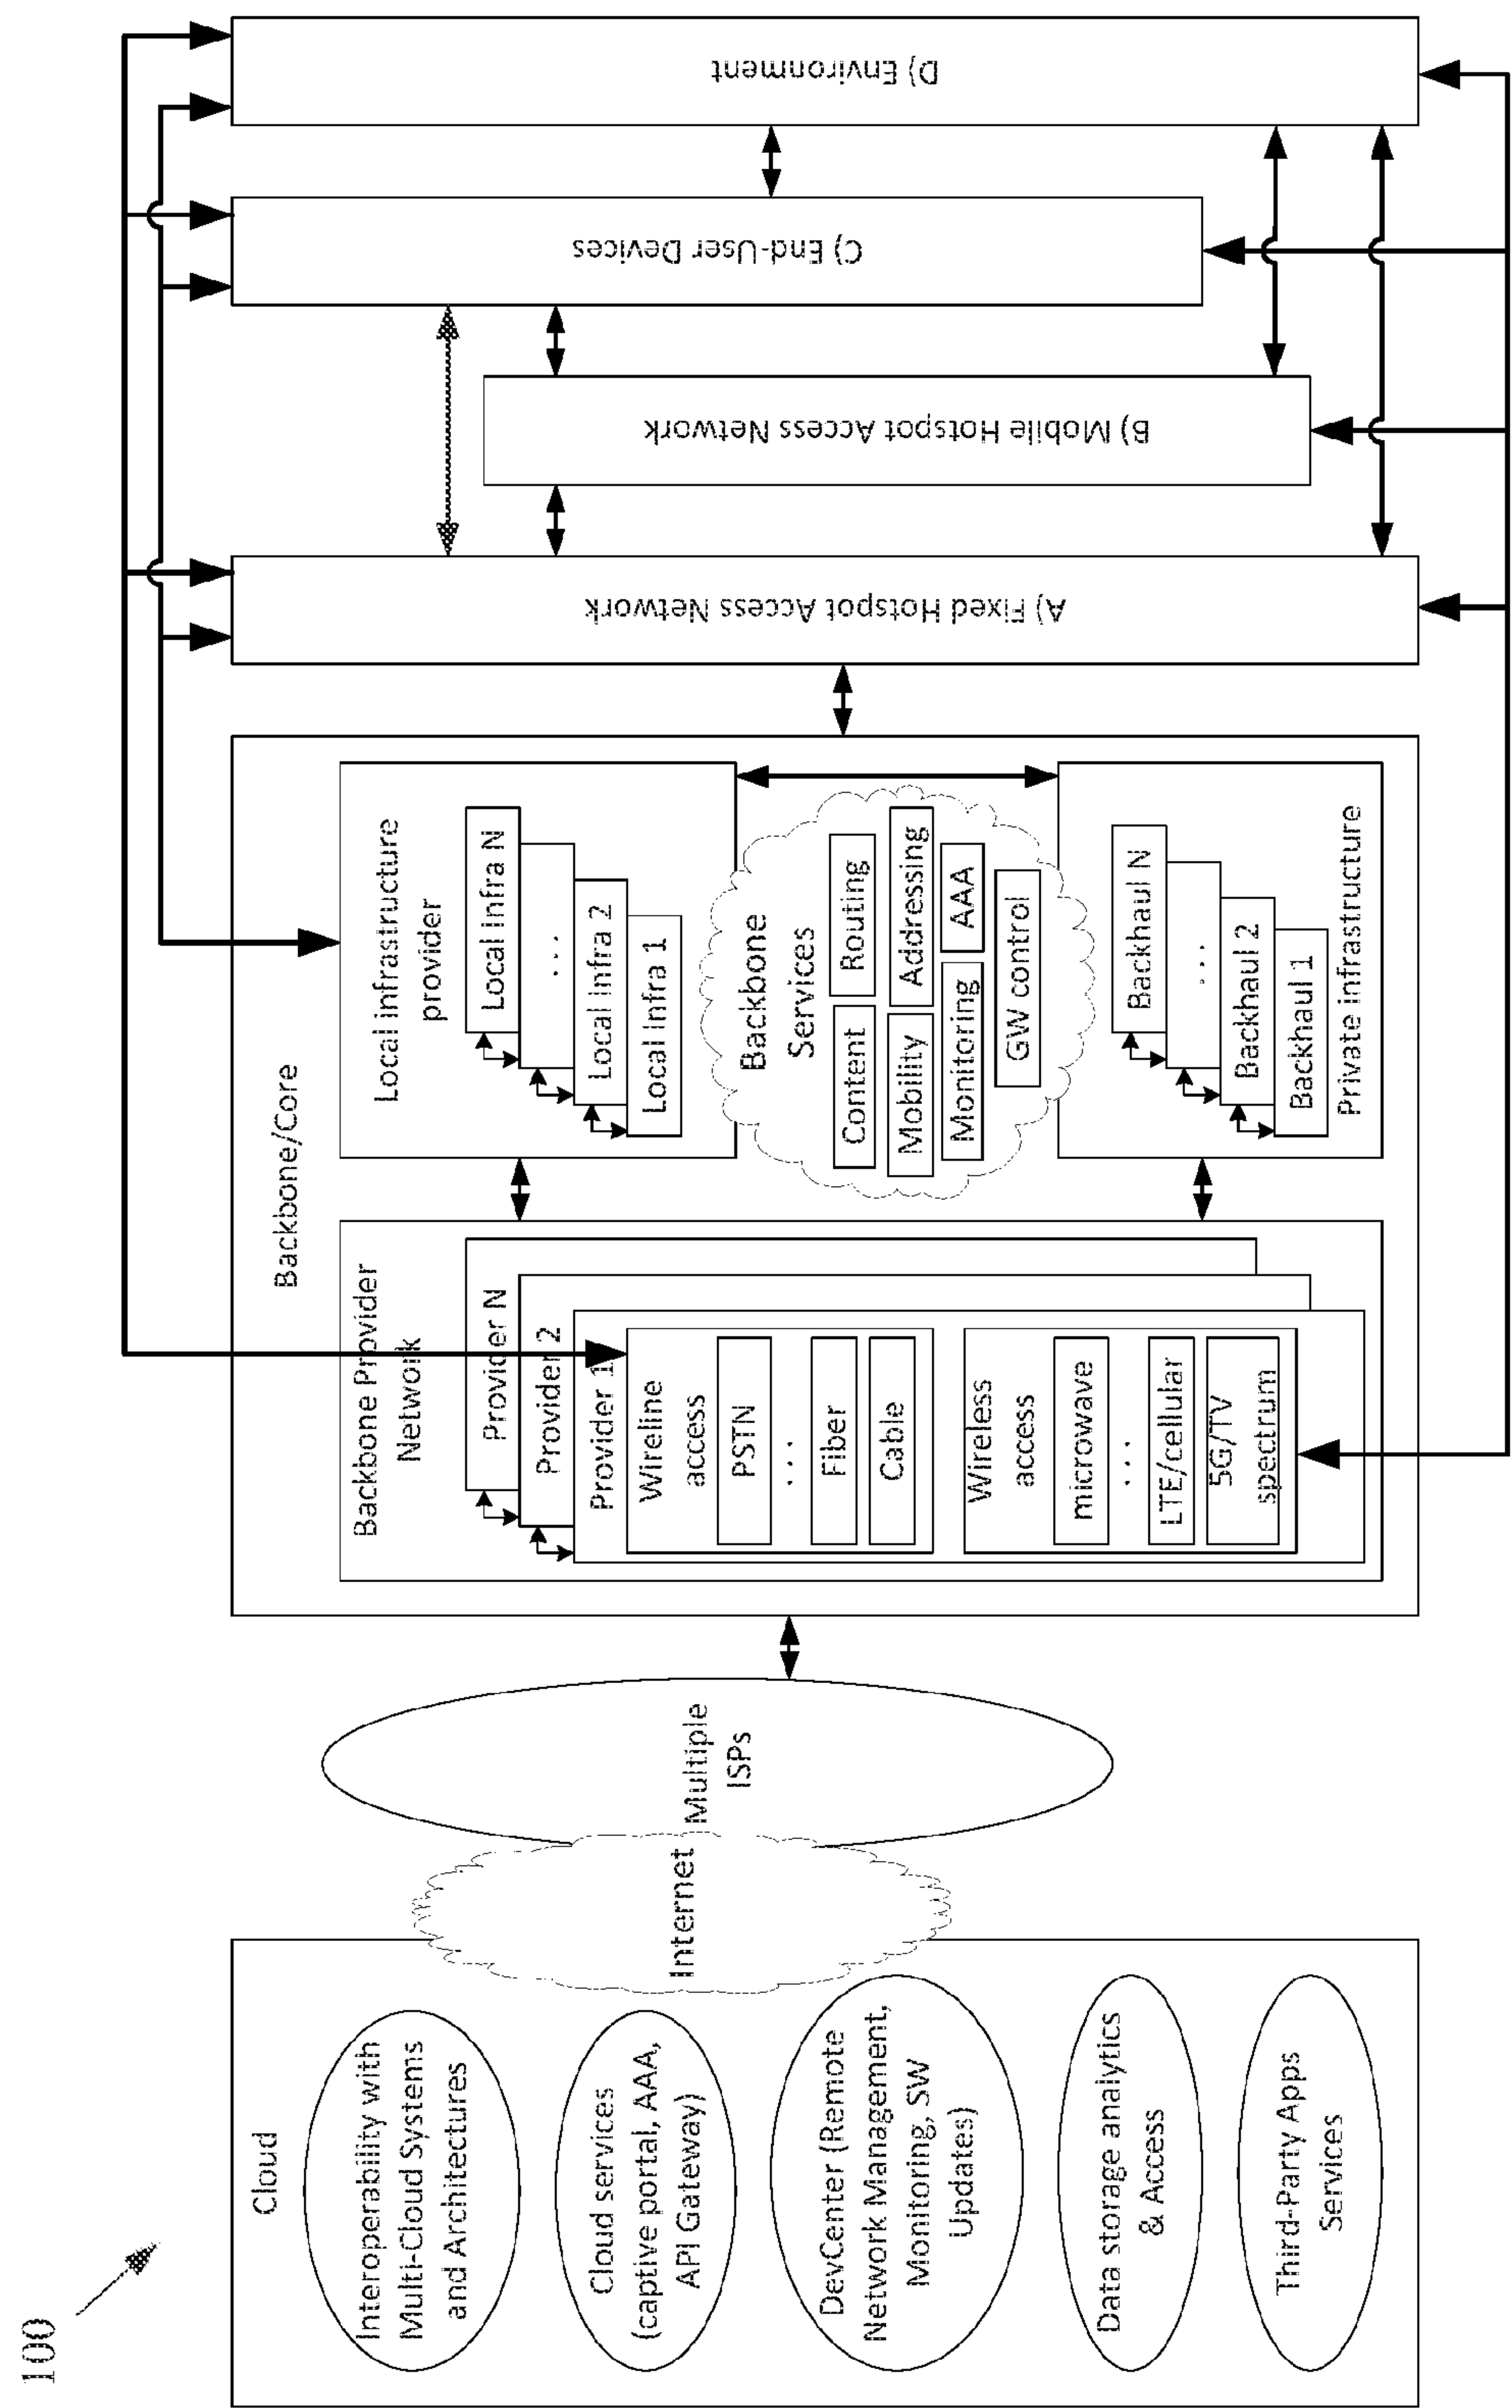 100
Cloud
Interoperability with
Multi-Cloud Systems
and Architectures
Cloud services
(captive portal, AAA,
API Gateway)
DevCenter (Remote
Network Management,
Monitoring, SW
Updates)
Data storage analytics
& Access
Third-Party Apps
Services
Internet
Multiple
ISPs
Backbone/Core
Backbone Provider
Network
Provider N
Provider 2
Provider 1
Wireline
access
PSTN
...
Fiber
Cable
Wireless
access
microwave
...
LTE/cellular
5G/TV
spectrum
Local infrastructure
provider
Local Infra N
...
Local Infra 2
Local Infra 1
Backbone
Services
Content
Routing
Mobility
Addressing
Monitoring
AAA
GW control
Backhaul N
...
Backhaul 2
Backhaul 1
Private infrastructure
A) Fixed Hotspot Access Network
B) Mobile Hotspot Access Network
C) End-User Devices
D) Environment